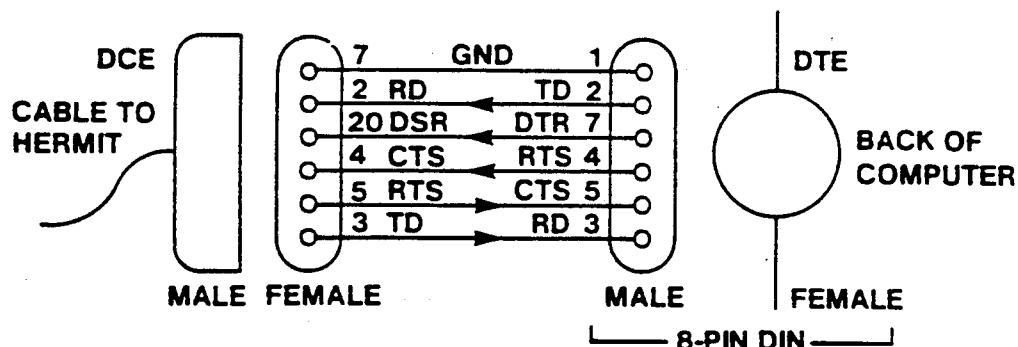 DCE
CABLE TO
HERMIT
7 GND 1
2 RD TD 2
20 DSR DTR 7
4 CTS RTS 4
5 RTS CTS 5
3 TD RD 3
DTE
BACK OF
COMPUTER
MALE FEMALE MALE FEMALE
8-PIN DIN